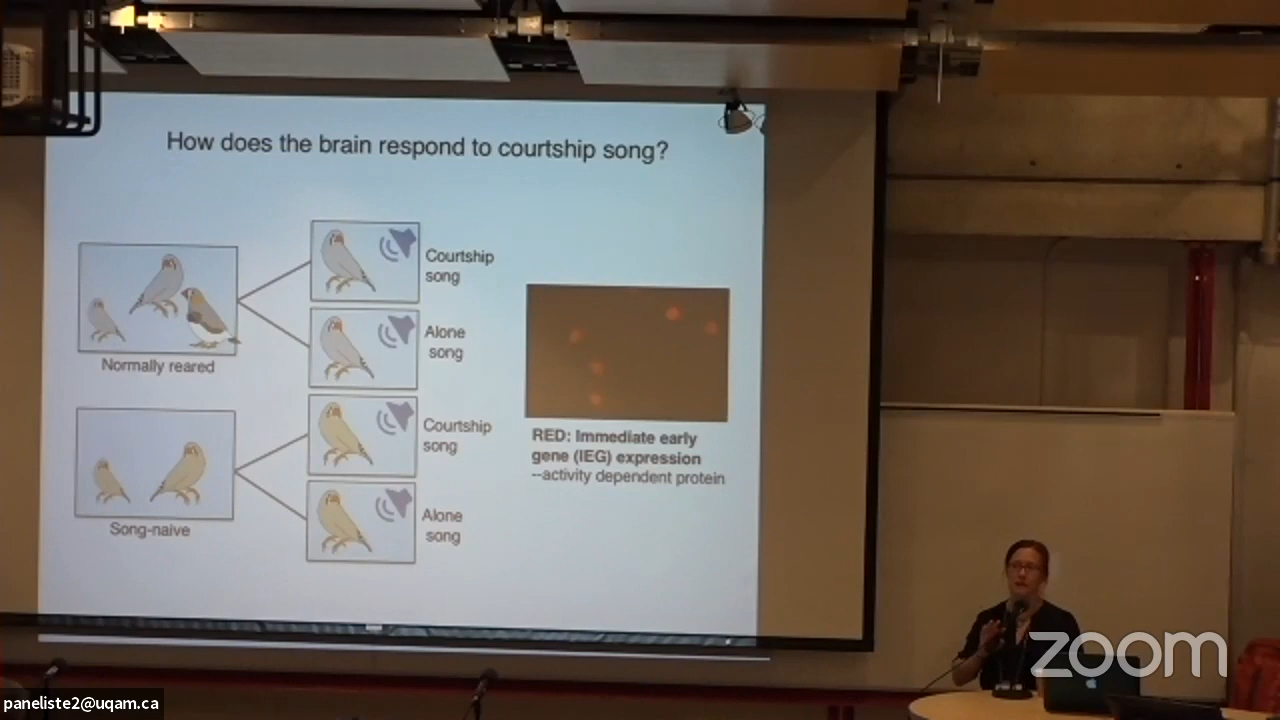 How does the brain respond to courtship song?
Courtship
song
Normally reared
Alone
song
Courtship
song
Song-naive
Alone
song
RED: Immediate early
gene (IEG) expression
--activity dependent protein
zoom
paneliste2@uqam.ca